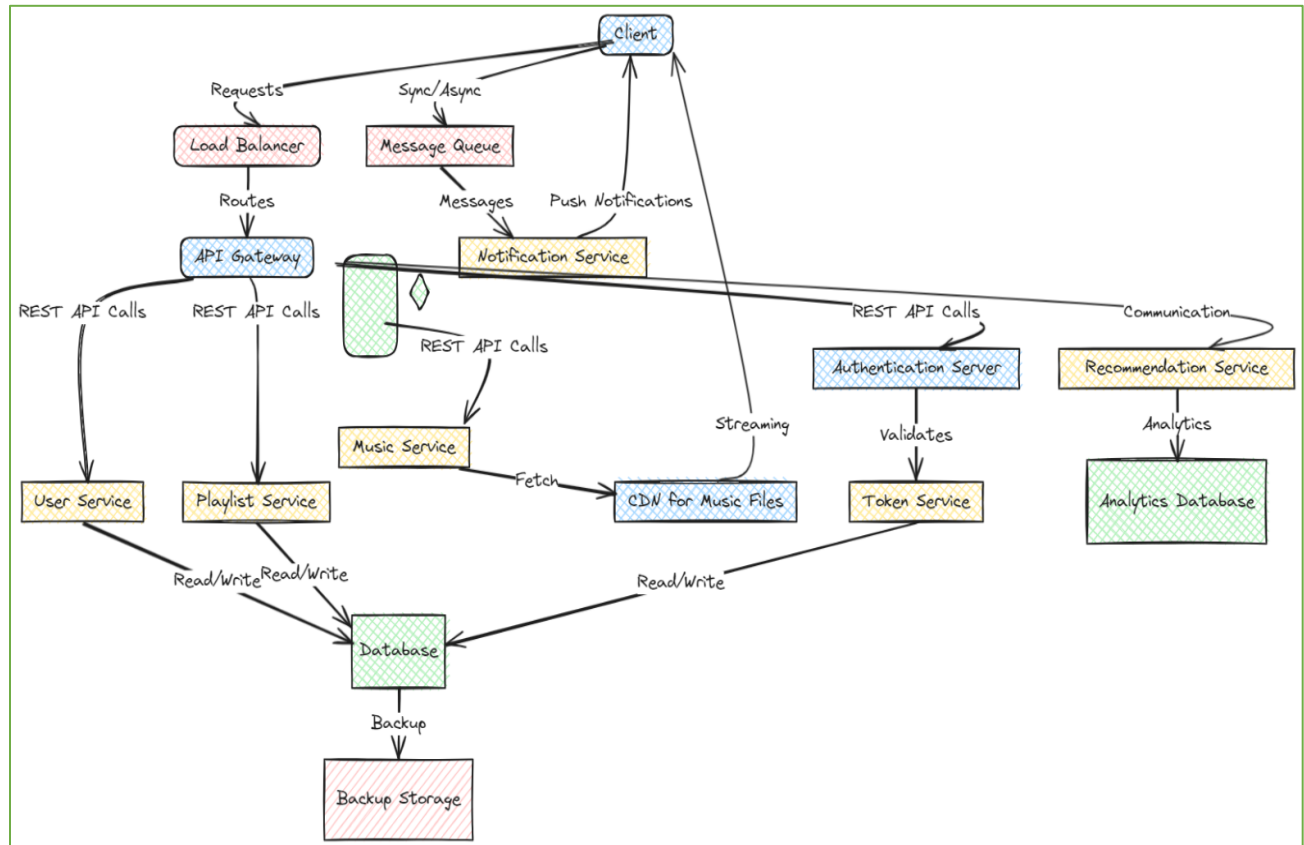 Client
Requests
Sync/Async
Load Balancer
Message Queue
Routes
Messages
Push Notifications
API Gateway
Notification Service
REST API Calls
REST API Calls
REST API Calls
Communication
REST API Calls
Authentication Server
Recommendation Service
Streaming
Analytics
Validates
Music Service
Fetch
User Service
Playlist Service
CDN for Music Files
Token Service
Analytics Database
Read/Write
Read/Write
Read/Write
Database
Backup
Backup Storage